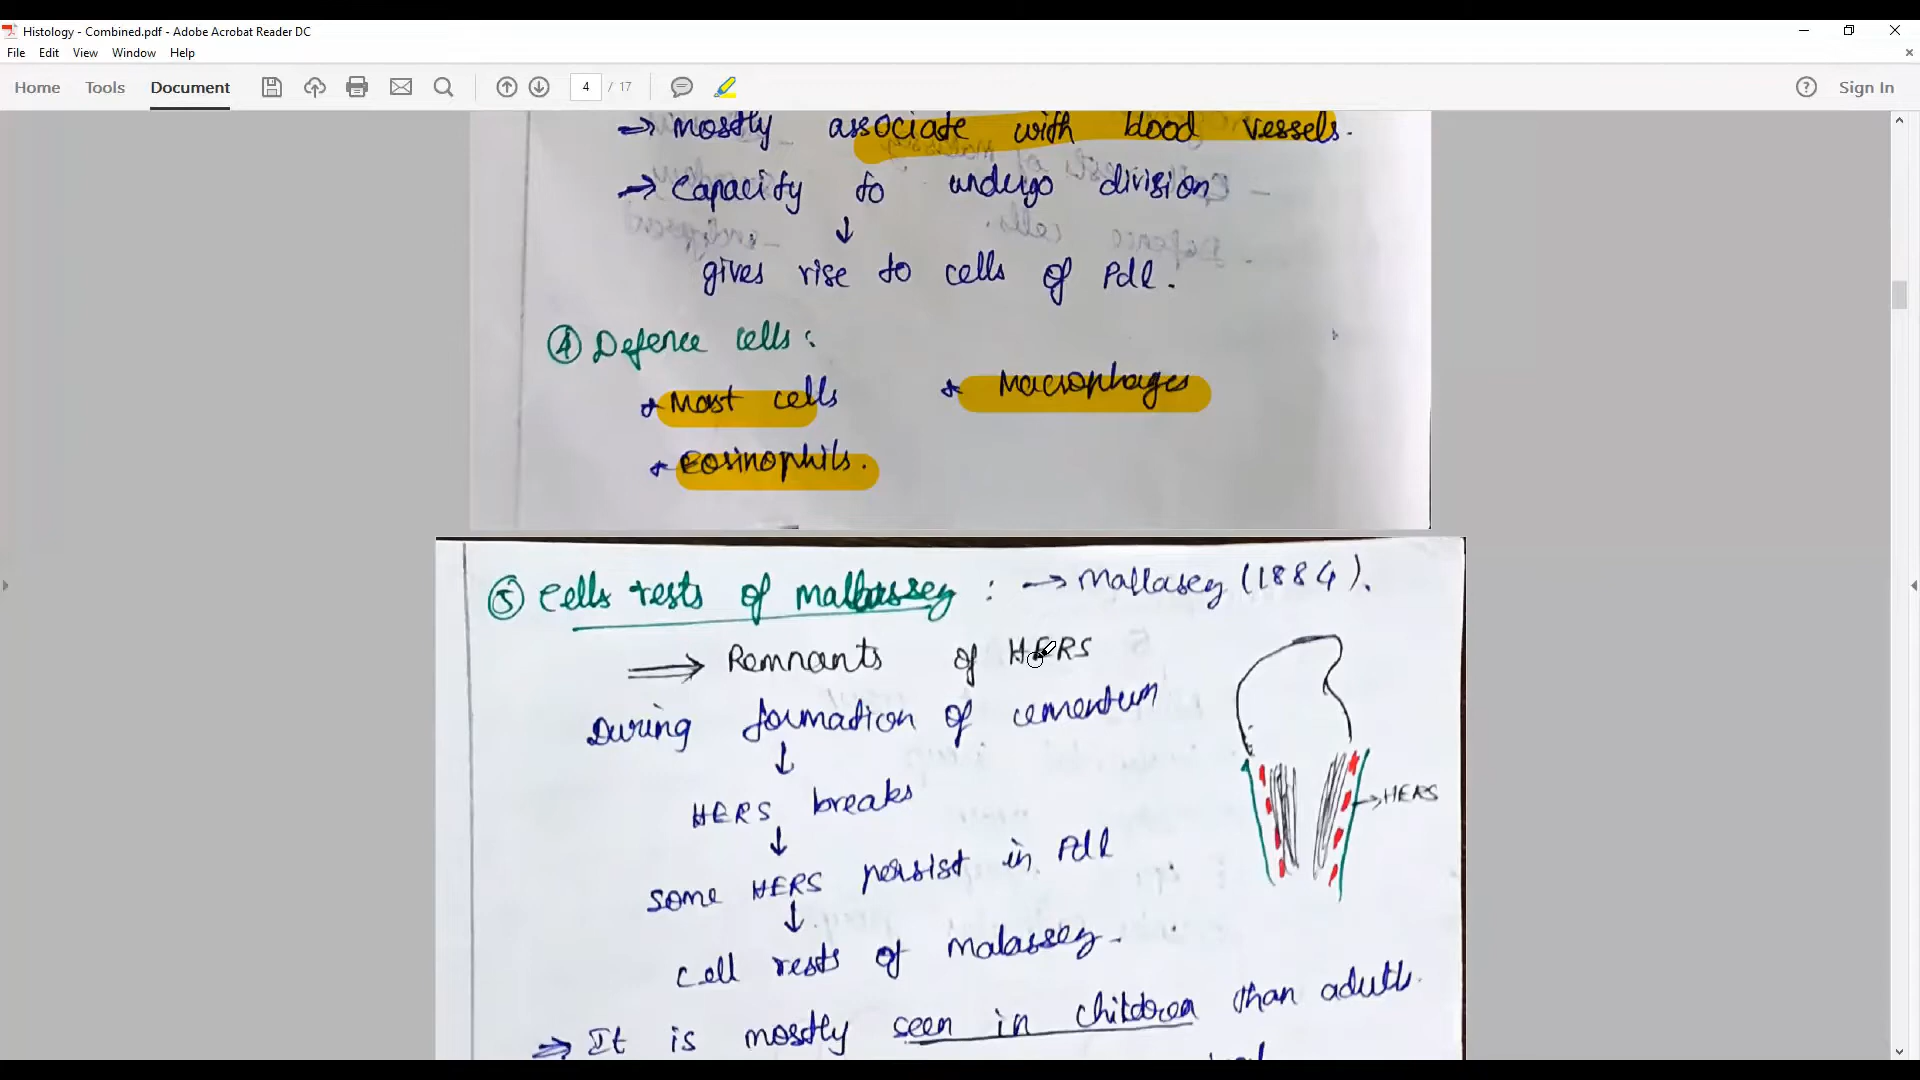 Histology - Combined.pdf - Adobe Acrobat Reader DC
File Edit View Window Help
Home Tools Document 4 / 17 Sign In
→ mostly associate with blood vessels.
→ capacity to undergo division
↓
gives rise to cells of Pdl.
④ Defence cells:
* Mast cells * Macrophages
* Eosinophils.
⑤ Cells rests of mallassey : → Mallasey (1884).
⇒ Remnants of HERS
During formation of cementum
↓
HERS breaks
→ HERS
↓
some HERS persist in Pdl
↓
cell rests of malassey.
⇒ It is mostly seen in children than adults.